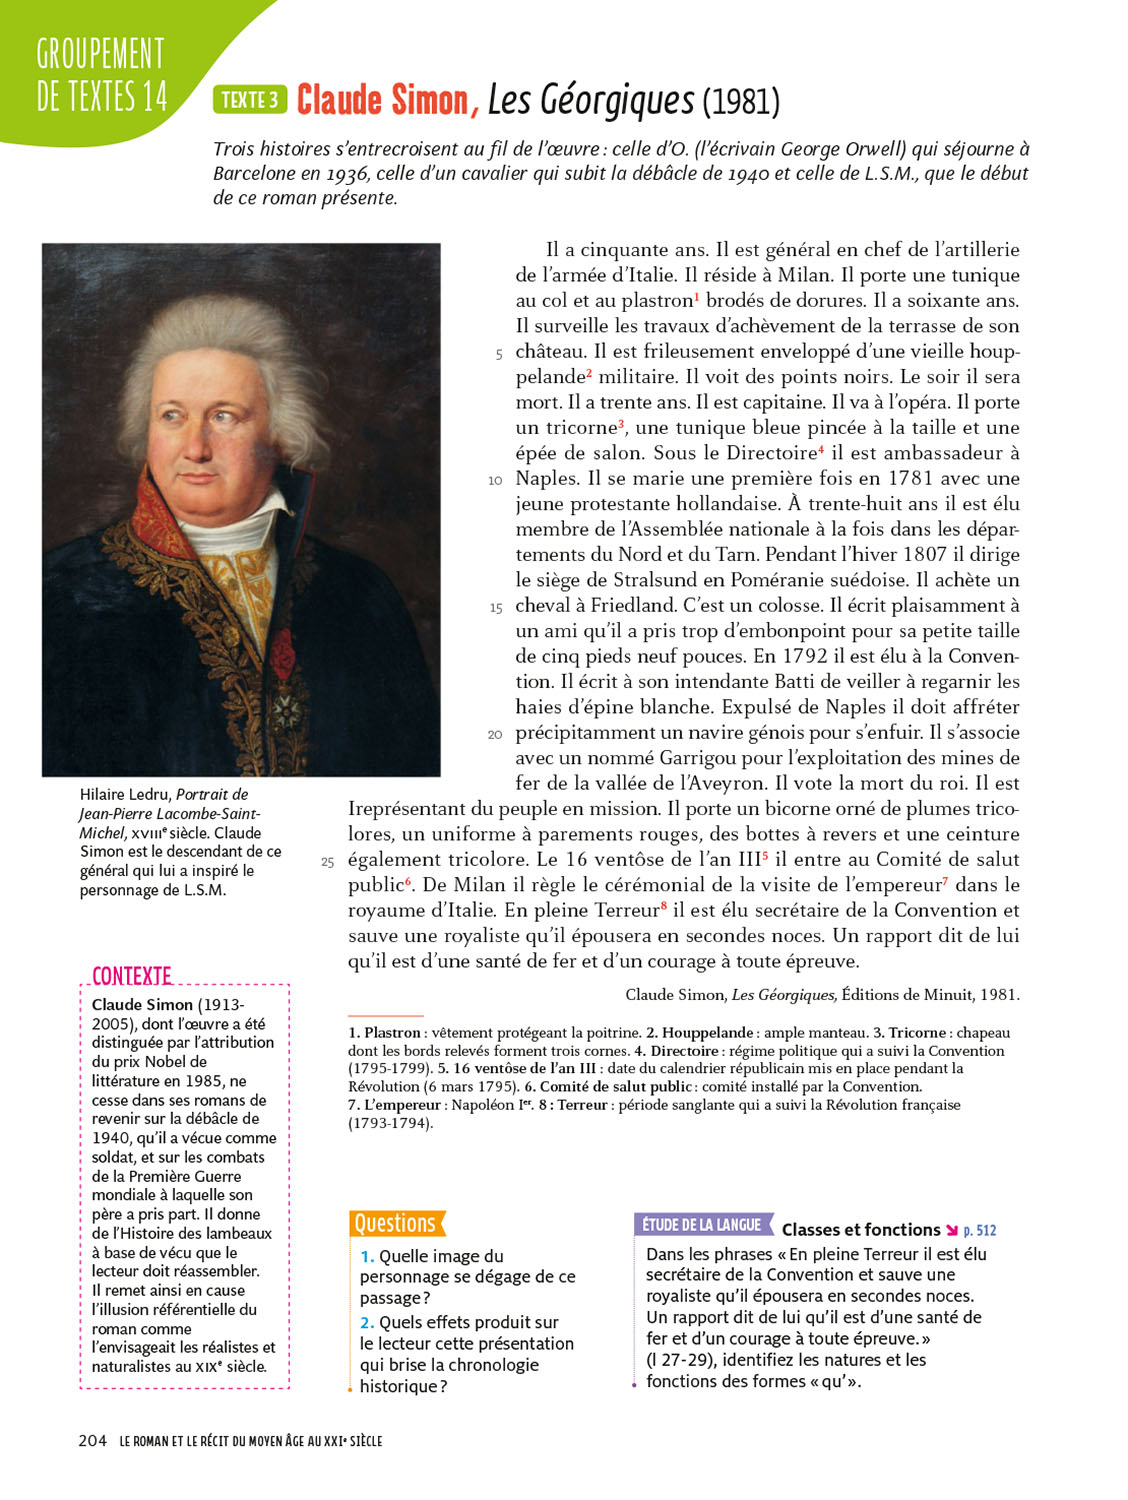 GROUPEMENT
DE TEXTES 14
TEXTE 3 Claude Simon, Les Géorgiques (1981)
Trois histoires s’entrecroisent au fil de l’œuvre : celle d’O. (l’écrivain George Orwell) qui séjourne à
Barcelone en 1936, celle d’un cavalier qui subit la débâcle de 1940 et celle de L.S.M., que le début
de ce roman présente.
Il a cinquante ans. Il est général en chef de l’artillerie
de l’armée d’Italie. Il réside à Milan. Il porte une tunique
au col et au plastron1 brodés de dorures. Il a soixante ans.
Il surveille les travaux d’achèvement de la terrasse de son
5 château. Il est frileusement enveloppé d’une vieille houp-
pelande2 militaire. Il voit des points noirs. Le soir il sera
mort. Il a trente ans. Il est capitaine. Il va à l’opéra. Il porte
un tricorne3, une tunique bleue pincée à la taille et une
épée de salon. Sous le Directoire4 il est ambassadeur à
10 Naples. Il se marie une première fois en 1781 avec une
jeune protestante hollandaise. À trente-huit ans il est élu
membre de l’Assemblée nationale à la fois dans les dépar-
tements du Nord et du Tarn. Pendant l’hiver 1807 il dirige
le siège de Stralsund en Poméranie suédoise. Il achète un
15 cheval à Friedland. C’est un colosse. Il écrit plaisamment à
un ami qu’il a pris trop d’embonpoint pour sa petite taille
de cinq pieds neuf pouces. En 1792 il est élu à la Conven-
tion. Il écrit à son intendante Batti de veiller à regarnir les
haies d’épine blanche. Expulsé de Naples il doit affréter
20 précipitamment un navire génois pour s’enfuir. Il s’associe
avec un nommé Garrigou pour l’exploitation des mines de
fer de la vallée de l’Aveyron. Il vote la mort du roi. Il est
Ireprésentant du peuple en mission. Il porte un bicorne orné de plumes trico-
lores, un uniforme à parements rouges, des bottes à revers et une ceinture
25 également tricolore. Le 16 ventôse de l’an III5 il entre au Comité de salut
public6. De Milan il règle le cérémonial de la visite de l’empereur7 dans le
royaume d’Italie. En pleine Terreur8 il est élu secrétaire de la Convention et
sauve une royaliste qu’il épousera en secondes noces. Un rapport dit de lui
qu’il est d’une santé de fer et d’un courage à toute épreuve.
Claude Simon, Les Géorgiques, Éditions de Minuit, 1981.
1. Plastron : vêtement protégeant la poitrine. 2. Houppelande : ample manteau. 3. Tricorne : chapeau
dont les bords relevés forment trois cornes. 4. Directoire : régime politique qui a suivi la Convention
(1795-1799). 5. 16 ventôse de l’an III : date du calendrier républicain mis en place pendant la
Révolution (6 mars 1795). 6. Comité de salut public : comité installé par la Convention.
7. L’empereur : Napoléon Ier. 8 : Terreur : période sanglante qui a suivi la Révolution française
(1793-1794).
Hilaire Ledru, Portrait de
Jean-Pierre Lacombe-Saint-
Michel, XVIIIe siècle. Claude
Simon est le descendant de ce
général qui lui a inspiré le
personnage de L.S.M.
CONTEXTE
Claude Simon (1913-
2005), dont l’œuvre a été
distinguée par l’attribution
du prix Nobel de
littérature en 1985, ne
cesse dans ses romans de
revenir sur la débâcle de
1940, qu’il a vécue comme
soldat, et sur les combats
de la Première Guerre
mondiale à laquelle son
père a pris part. Il donne
de l’Histoire des lambeaux
à base de vécu que le
lecteur doit réassembler.
Il remet ainsi en cause
l’illusion référentielle du
roman comme
l’envisageait les réalistes et
naturalistes au XIXe siècle.
Questions
1. Quelle image du
personnage se dégage de ce
passage ?
2. Quels effets produit sur
le lecteur cette présentation
qui brise la chronologie
historique ?
ÉTUDE DE LA LANGUE Classes et fonctions ↘ p. 512
Dans les phrases « En pleine Terreur il est élu
secrétaire de la Convention et sauve une
royaliste qu’il épousera en secondes noces.
Un rapport dit de lui qu’il est d’une santé de
fer et d’un courage à toute épreuve. »
(l 27-29), identifiez les natures et les
fonctions des formes « qu’ ».
204 LE ROMAN ET LE RÉCIT DU MOYEN ÂGE AU XXIe SIÈCLE